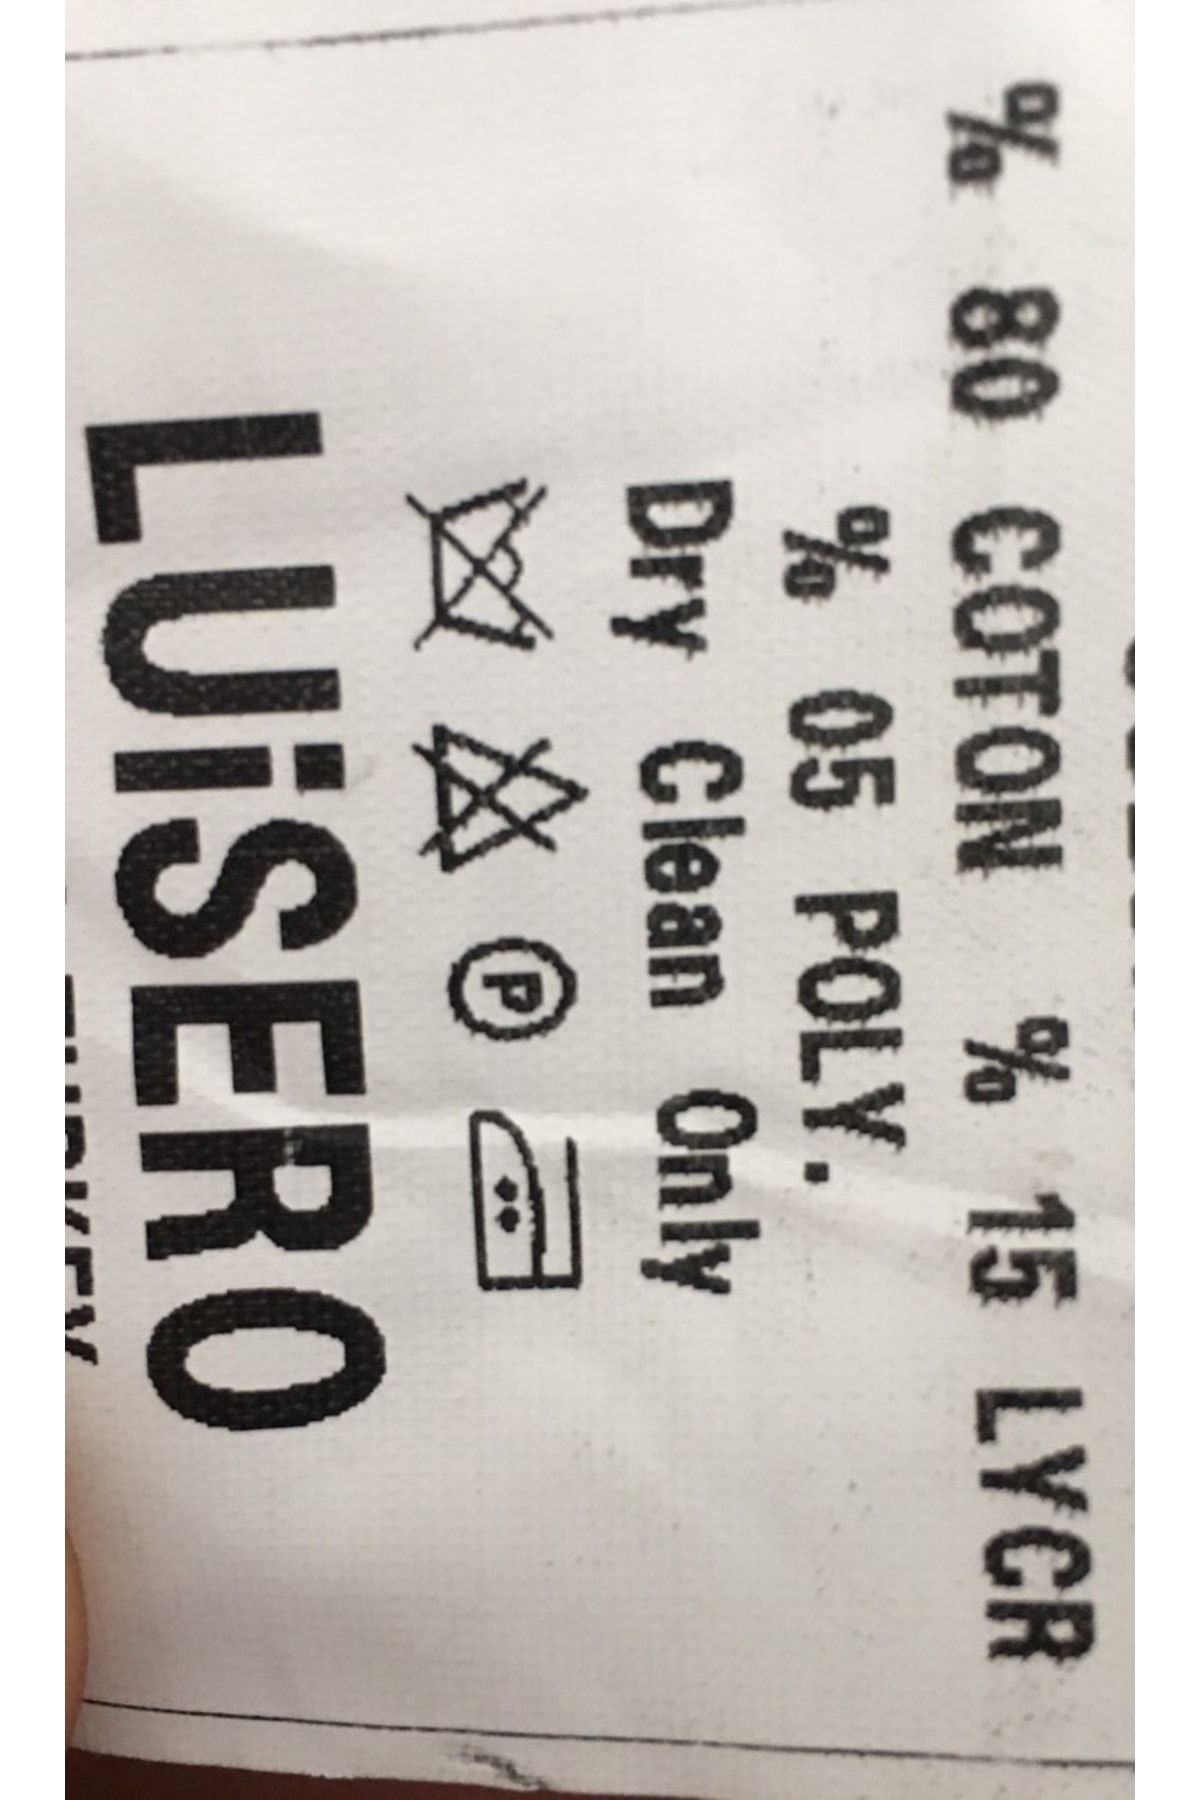 % 80 COTON % 15 LYCR
% 05 POLY.
Dry Clean Only
P
LUiSERO